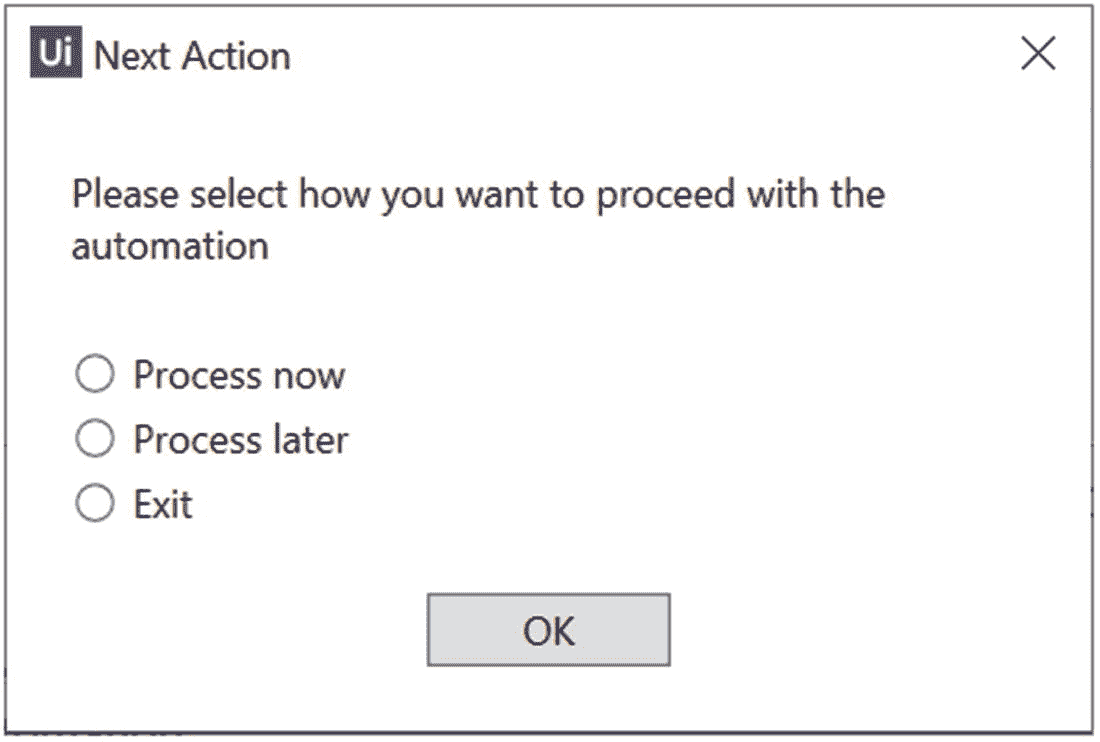 Ui Next Action
Please select how you want to proceed with the
automation
Process now
Process later
Exit
OK